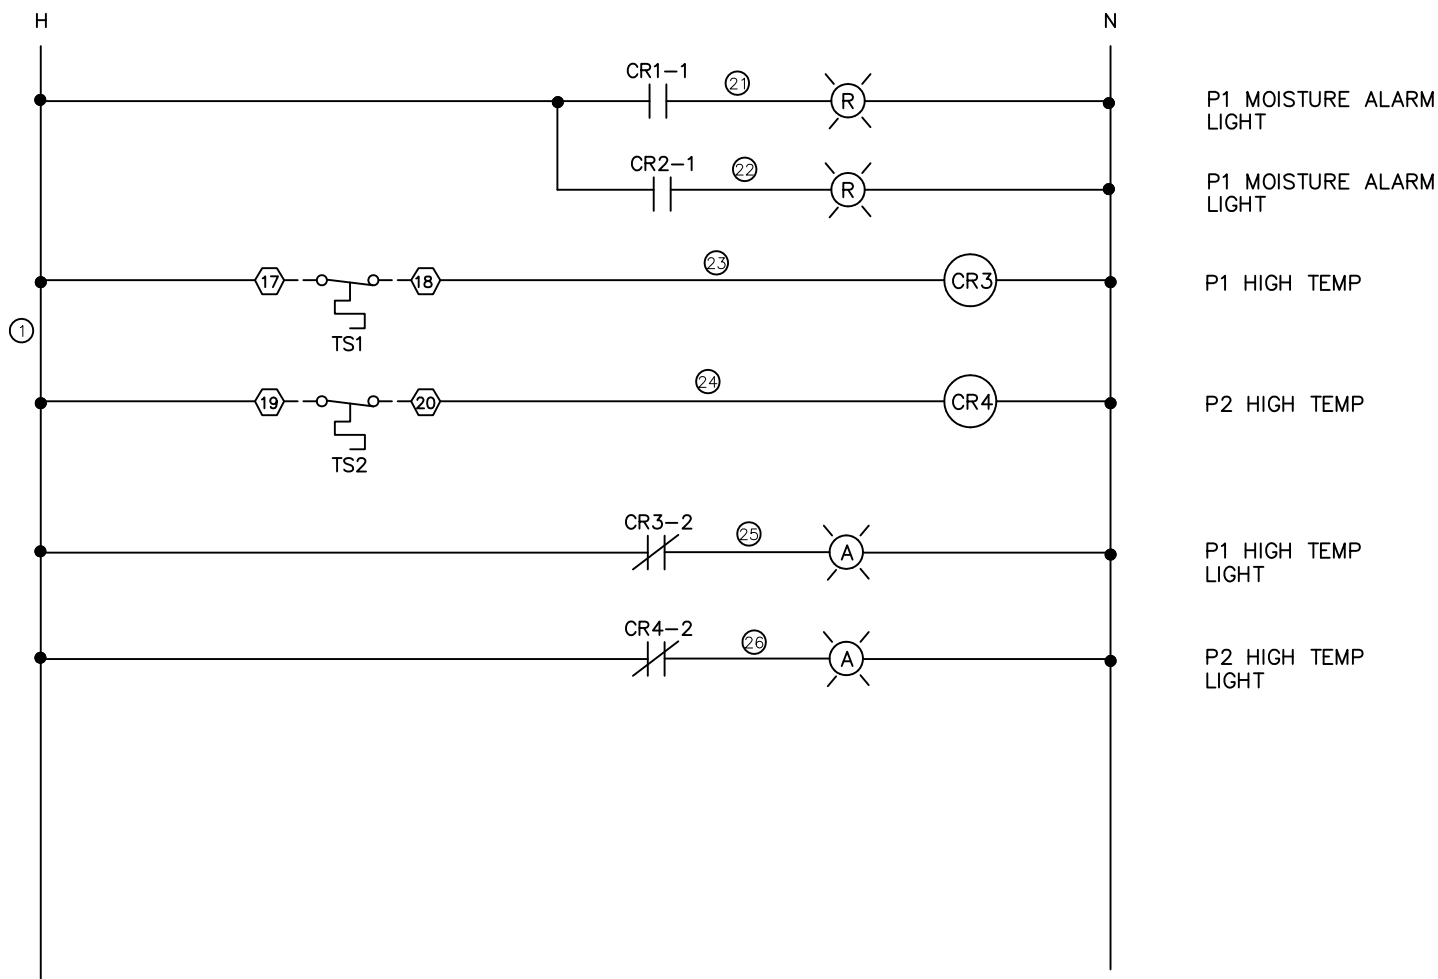 H
N
CR1-1
21
R
P1 MOISTURE ALARM
LIGHT
CR2-1
22
R
P1 MOISTURE ALARM
LIGHT
17
18
23
CR3
P1 HIGH TEMP
1
TS1
19
20
24
CR4
P2 HIGH TEMP
TS2
CR3-2
25
A
P1 HIGH TEMP
LIGHT
CR4-2
26
A
P2 HIGH TEMP
LIGHT